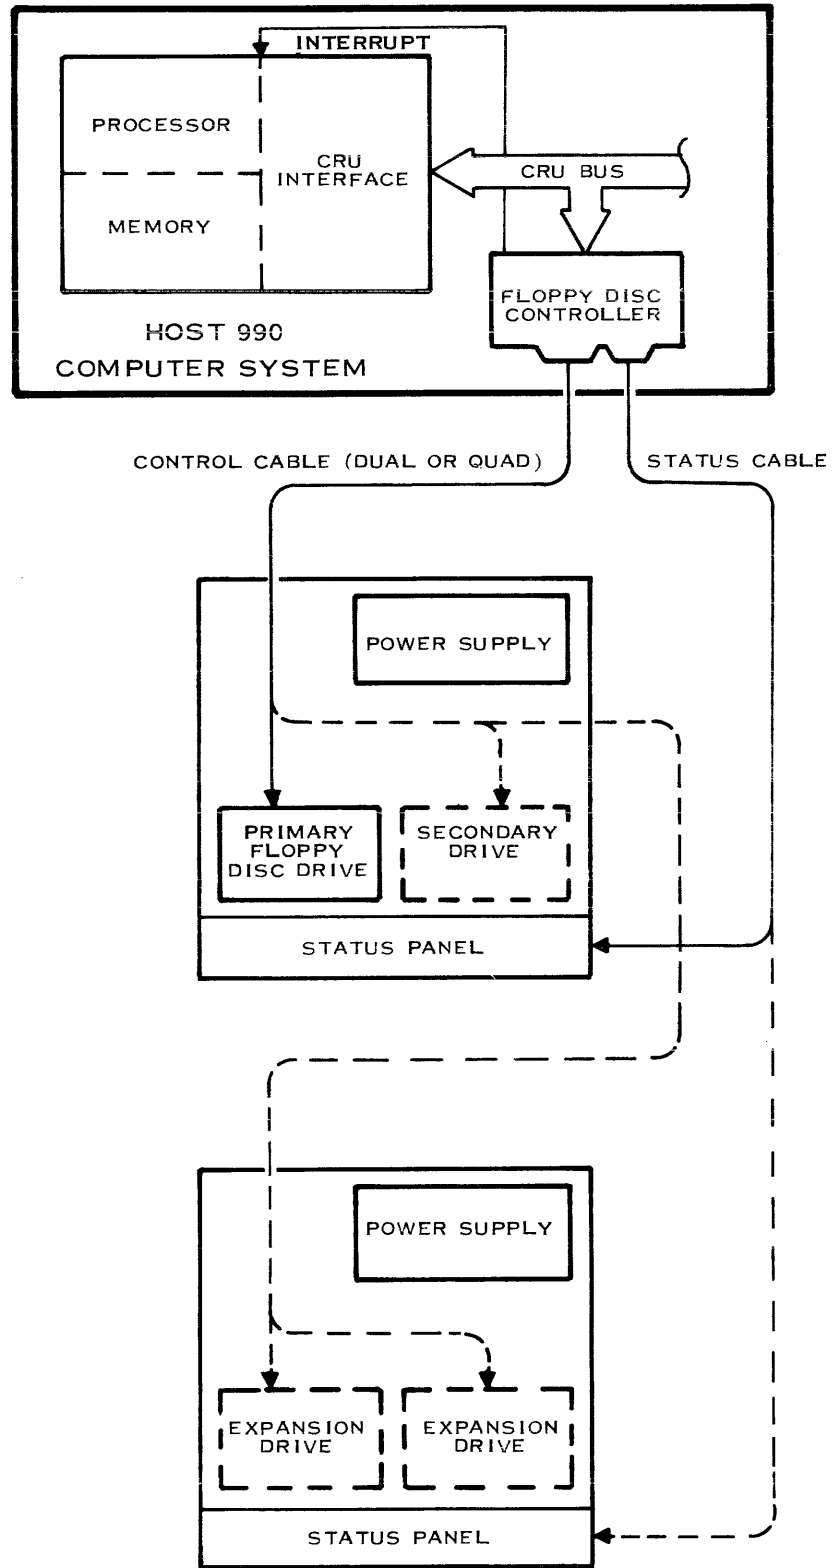 INTERRUPT
PROCESSOR
CRU
INTERFACE
CRU BUS
MEMORY
FLOPPY DISC
CONTROLLER
HOST 990
COMPUTER SYSTEM
CONTROL CABLE (DUAL OR QUAD)
STATUS CABLE
POWER SUPPLY
PRIMARY
FLOPPY
DISC DRIVE
SECONDARY
DRIVE
STATUS PANEL
POWER SUPPLY
EXPANSION
DRIVE
EXPANSION
DRIVE
STATUS PANEL